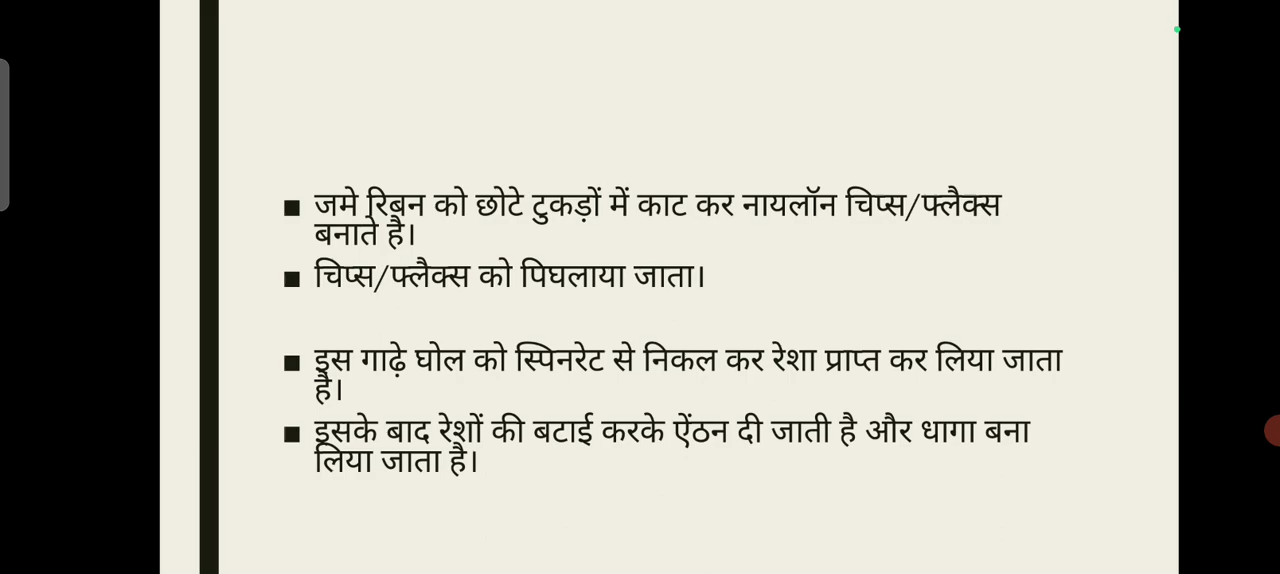 ■ जमे रिबन को छोटे टुकड़ों में काट कर नायलॉन चिप्स/फ्लैक्स
बनाते है।
■ चिप्स/फ्लैक्स को पिघलाया जाता।
■ इस गाढ़े घोल को स्पिनरेट से निकल कर रेशा प्राप्त कर लिया जाता
है।
■ इसके बाद रेशों की बटाई करके ऐंठन दी जाती है और धागा बना
लिया जाता है।